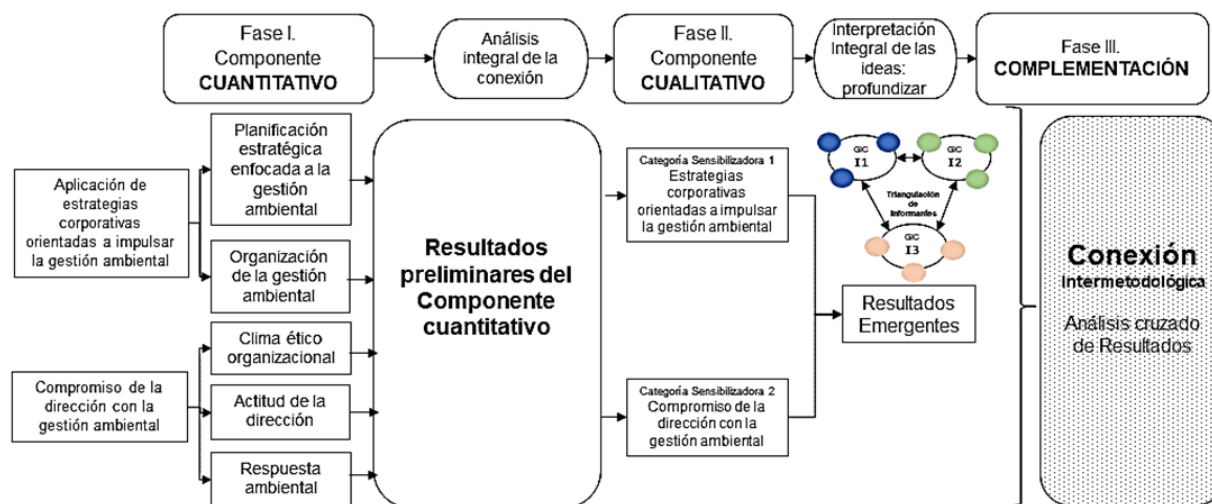 Fase I.
Componente
CUANTITATIVO
Análisis
integral de la
conexión
Fase II.
Componente
CUALITATIVO
Interpretación
Integral de las
ideas:
profundizar
Fase III.
COMPLEMENTACIÓN
Aplicación de
estrategias
corporativas
orientadas a impulsar
la gestión ambiental
Compromiso de la
dirección con la
gestión ambiental
Planificación
estratégica
enfocada a la
gestión
ambiental
Organización
de la gestión
ambiental
Clima ético
organizacional
Actitud de la
dirección
Respuesta
ambiental
Resultados
preliminares del
Componente
cuantitativo
Categoría Sensibilizadora 1
Estrategias
corporativas
orientadas a impulsar
la gestión ambiental
Categoría Sensibilizadora 2
Compromiso de la
dirección con la
gestión ambiental
GIC
I1
GIC
I2
Triangulación
de
Informantes
GIC
I3
Resultados
Emergentes
Conexión
Intermetodológica
Análisis cruzado
de Resultados